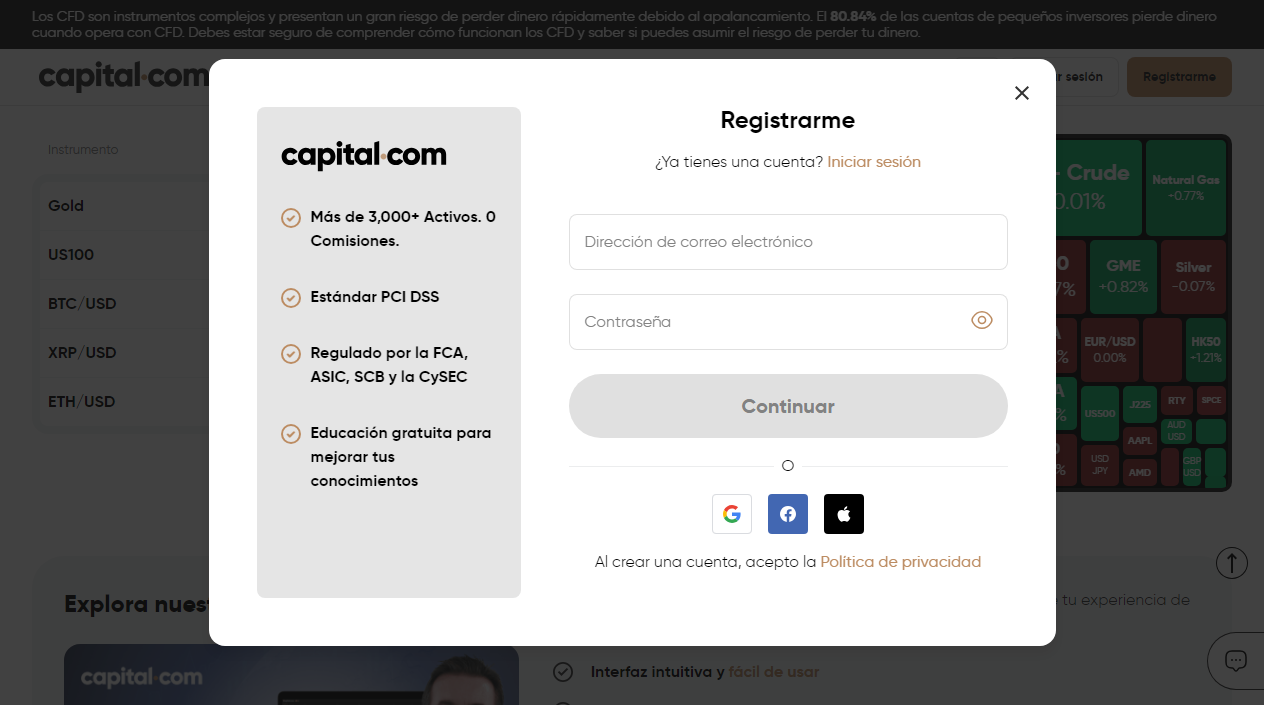 Los CFD son instrumentos complejos y presentan un gran riesgo de perder dinero rápidamente debido al apalancamiento. El 80.84% de las cuentas de pequeños inversores pierde dinero
cuando opera con CFD. Debes estar seguro de comprender cómo funcionan los CFD y saber si puedes asumir el riesgo de perder tu dinero.
capital.com
sesión
Registrarme
Instrumento
Gold
US100
BTC/USD
XRP/USD
ETH/USD
capital.com
Más de 3,000+ Activos. 0
Comisiones.
Estándar PCI DSS
Regulado por la FCA,
ASIC, SCB y la CySEC
Educación gratuita para
mejorar tus
conocimientos
Registrarme
¿Ya tienes una cuenta? Iniciar sesión
Dirección de correo electrónico
Contraseña
Continuar
O
Al crear una cuenta, acepto la Política de privacidad
Crude
0.01%
Natural Gas
+0.77%
GME
+0.82%
Silver
-0.07%
EUR/USD
0.00%
HK50
+1.21%
US500
J225
RTY
SPCE
AUD
USD
AAPL
USD
JPY
AMD
GBP
USD
Explora
tu experiencia de
capital.com
Interfaz intuitiva y fácil de usar